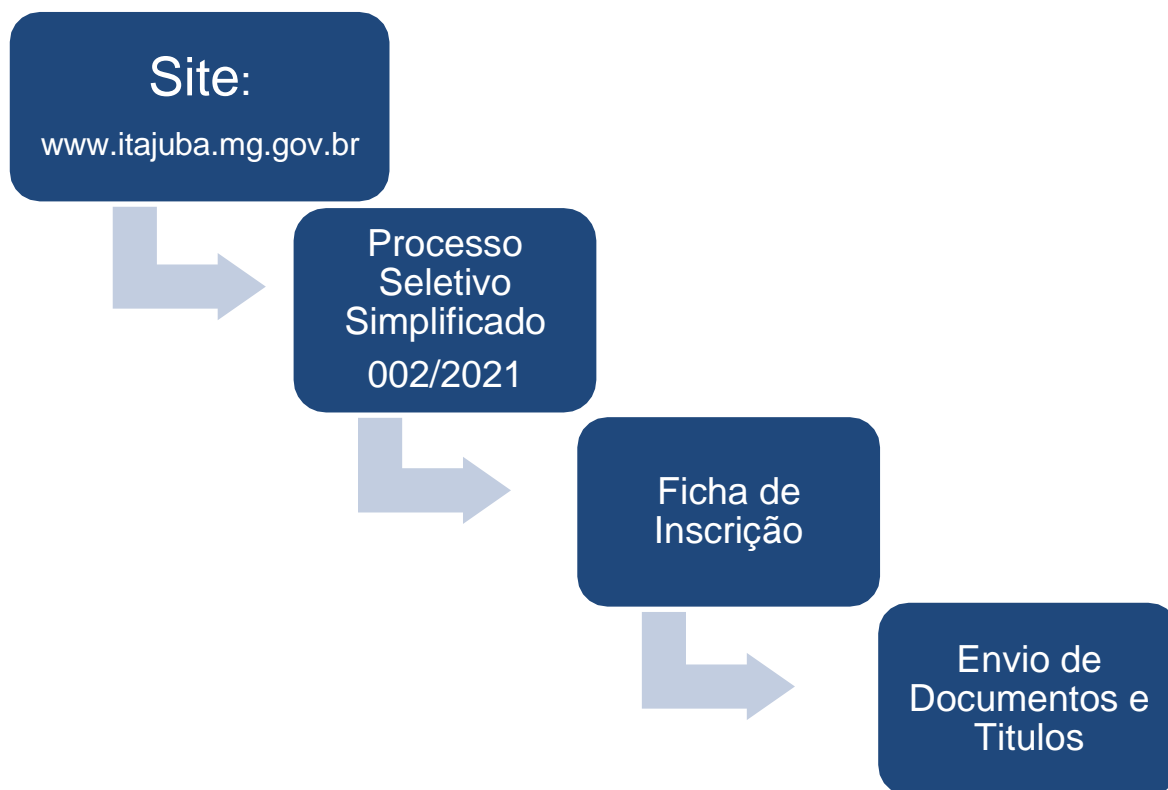 Site:
www.itajuba.mg.gov.br
Processo
Seletivo
Simplificado
002/2021
Ficha de
Inscrição
Envio de
Documentos e
Titulos